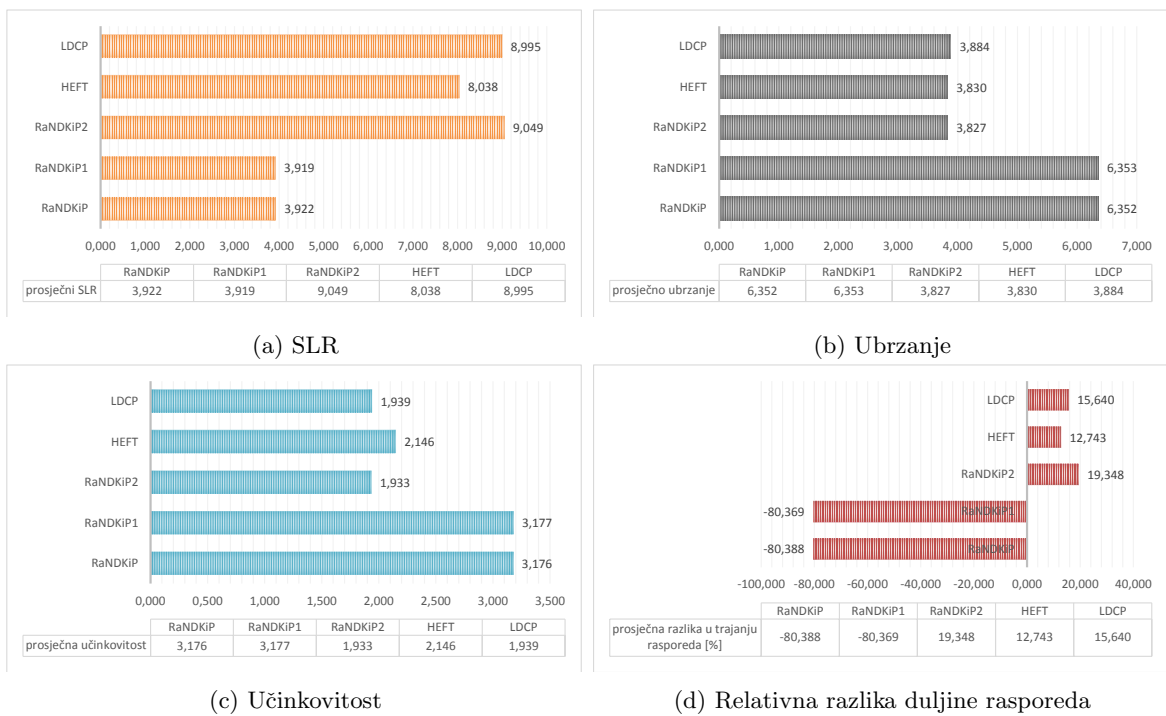 LDCP 8,995
HEFT 8,038
RaNDKiP2 9,049
RaNDKiP1 3,919
RaNDKiP 3,922
0,000 1,000 2,000 3,000 4,000 5,000 6,000 7,000 8,000 9,000 10,000
RaNDKiP RaNDKiP1 RaNDKiP2 HEFT LDCP
prosječni SLR 3,922 3,919 9,049 8,038 8,995
(a) SLR
LDCP 3,884
HEFT 3,830
RaNDKiP2 3,827
RaNDKiP1 6,353
RaNDKiP 6,352
0,000 1,000 2,000 3,000 4,000 5,000 6,000 7,000
RaNDKiP RaNDKiP1 RaNDKiP2 HEFT LDCP
prosječno ubrzanje 6,352 6,353 3,827 3,830 3,884
(b) Ubrzanje
LDCP 1,939
HEFT 2,146
RaNDKiP2 1,933
RaNDKiP1 3,177
RaNDKiP 3,176
0,000 0,500 1,000 1,500 2,000 2,500 3,000 3,500
RaNDKiP RaNDKiP1 RaNDKiP2 HEFT LDCP
prosječna učinkovitost 3,176 3,177 1,933 2,146 1,939
(c) Učinkovitost
LDCP 15,640
HEFT 12,743
RaNDKiP2 19,348
-80,369 RaNDKiP1
-80,388 RaNDKiP
-100,000 -80,000 -60,000 -40,000 -20,000 0,000 20,000 40,000
RaNDKiP RaNDKiP1 RaNDKiP2 HEFT LDCP
prosječna razlika u trajanju
rasporeda [%] -80,388 -80,369 19,348 12,743 15,640
(d) Relativna razlika duljine rasporeda